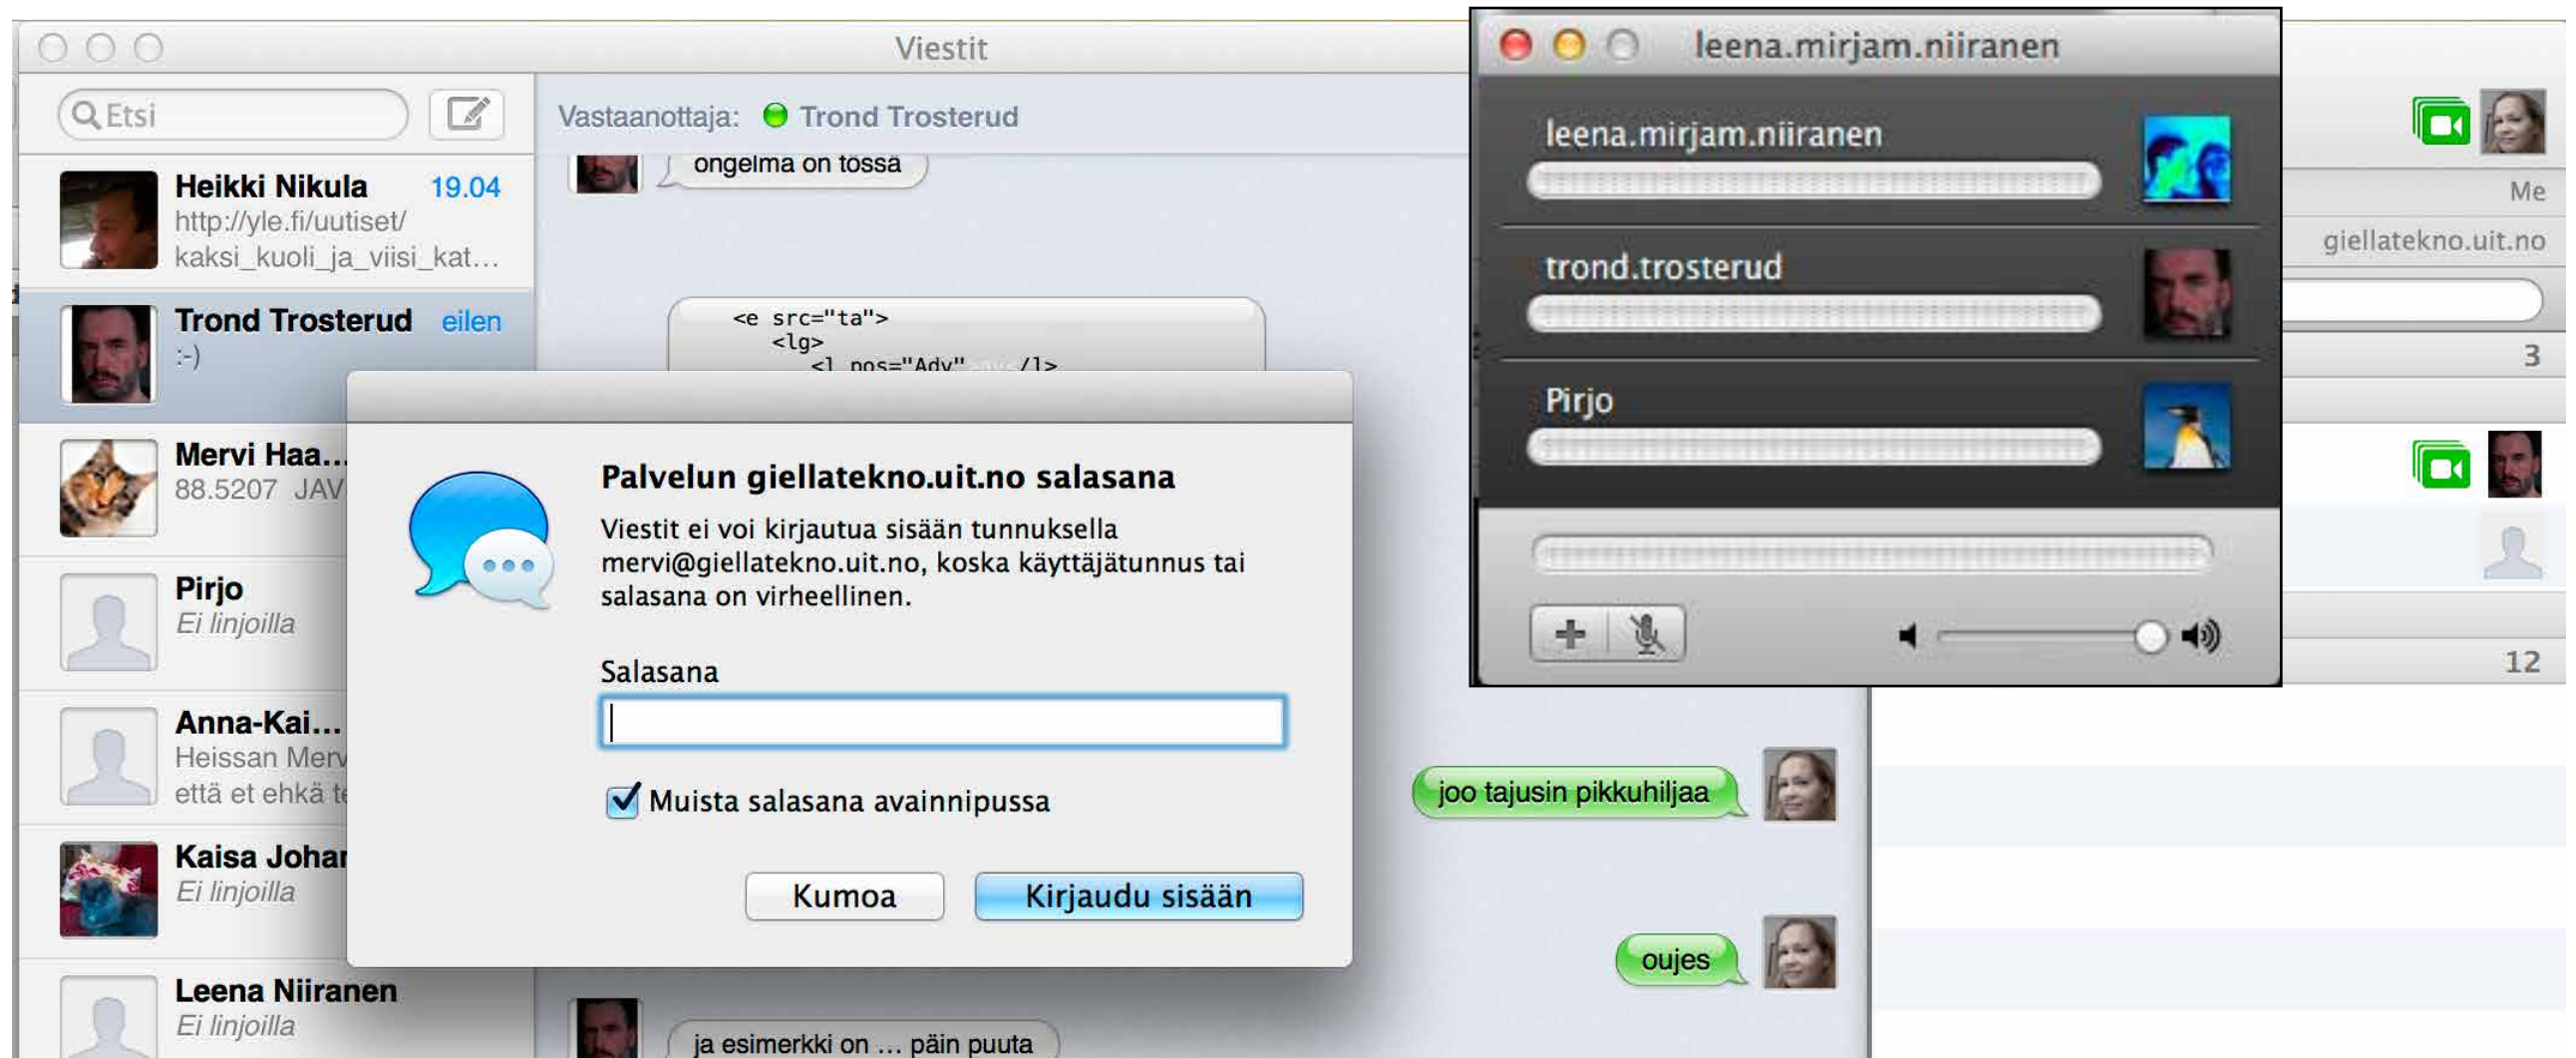 Viestit
Etsi
Heikki Nikula 19.04
http://yle.fi/uutiset/
kaksi_kuoli_ja_viisi_kat...
Trond Trosterud eilen
:-)
Mervi Haa...
88.5207 JAV
Pirjo
Ei linjoilla
Anna-Kai...
Heissan Merv
että et ehkä te
Kaisa Johan
Ei linjoilla
Leena Niiranen
Ei linjoilla
Vastaanottaja: Trond Trosterud
ongelma on tossa
<e src="ta">
<lg>
<l pos="Adv" </l>
Palvelun giellatekno.uit.no salasana
Viestit ei voi kirjautua sisään tunnuksella
mervi@giellatekno.uit.no, koska käyttäjätunnus tai
salasana on virheellinen.
Salasana
Muista salasana avainnipussa
Kumoa Kirjaudu sisään
joo tajusin pikkuhiljaa
oujes
ja esimerkki on ... päin puuta
leena.mirjam.niiranen
leena.mirjam.niiranen
trond.trosterud
Pirjo
Me
giellatekno.uit.no
3
12